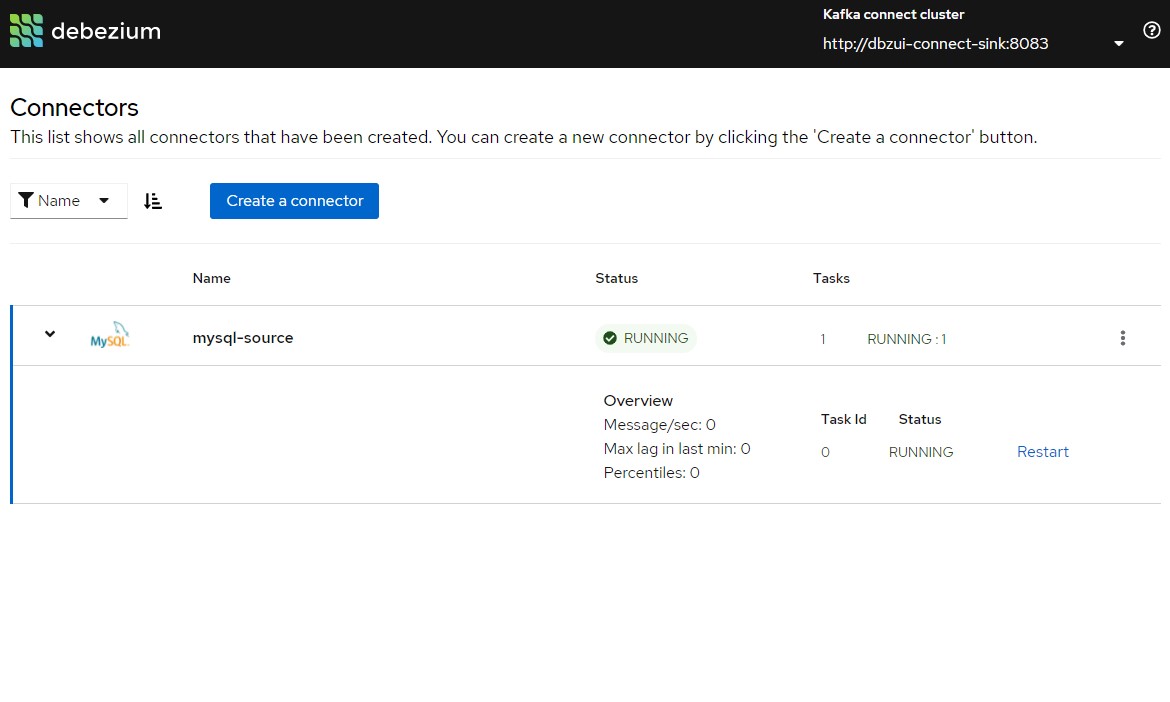 debezium
Kafka connect cluster
http://dbzui-connect-sink:8083
Connectors
This list shows all connectors that have been created. You can create a new connector by clicking the 'Create a connector' button.
Name
Create a connector
Name Status Tasks
MySQL mysql-source RUNNING 1 RUNNING : 1
Overview
Message/sec: 0
Max lag in last min: 0
Percentiles: 0
Task Id Status
0 RUNNING Restart